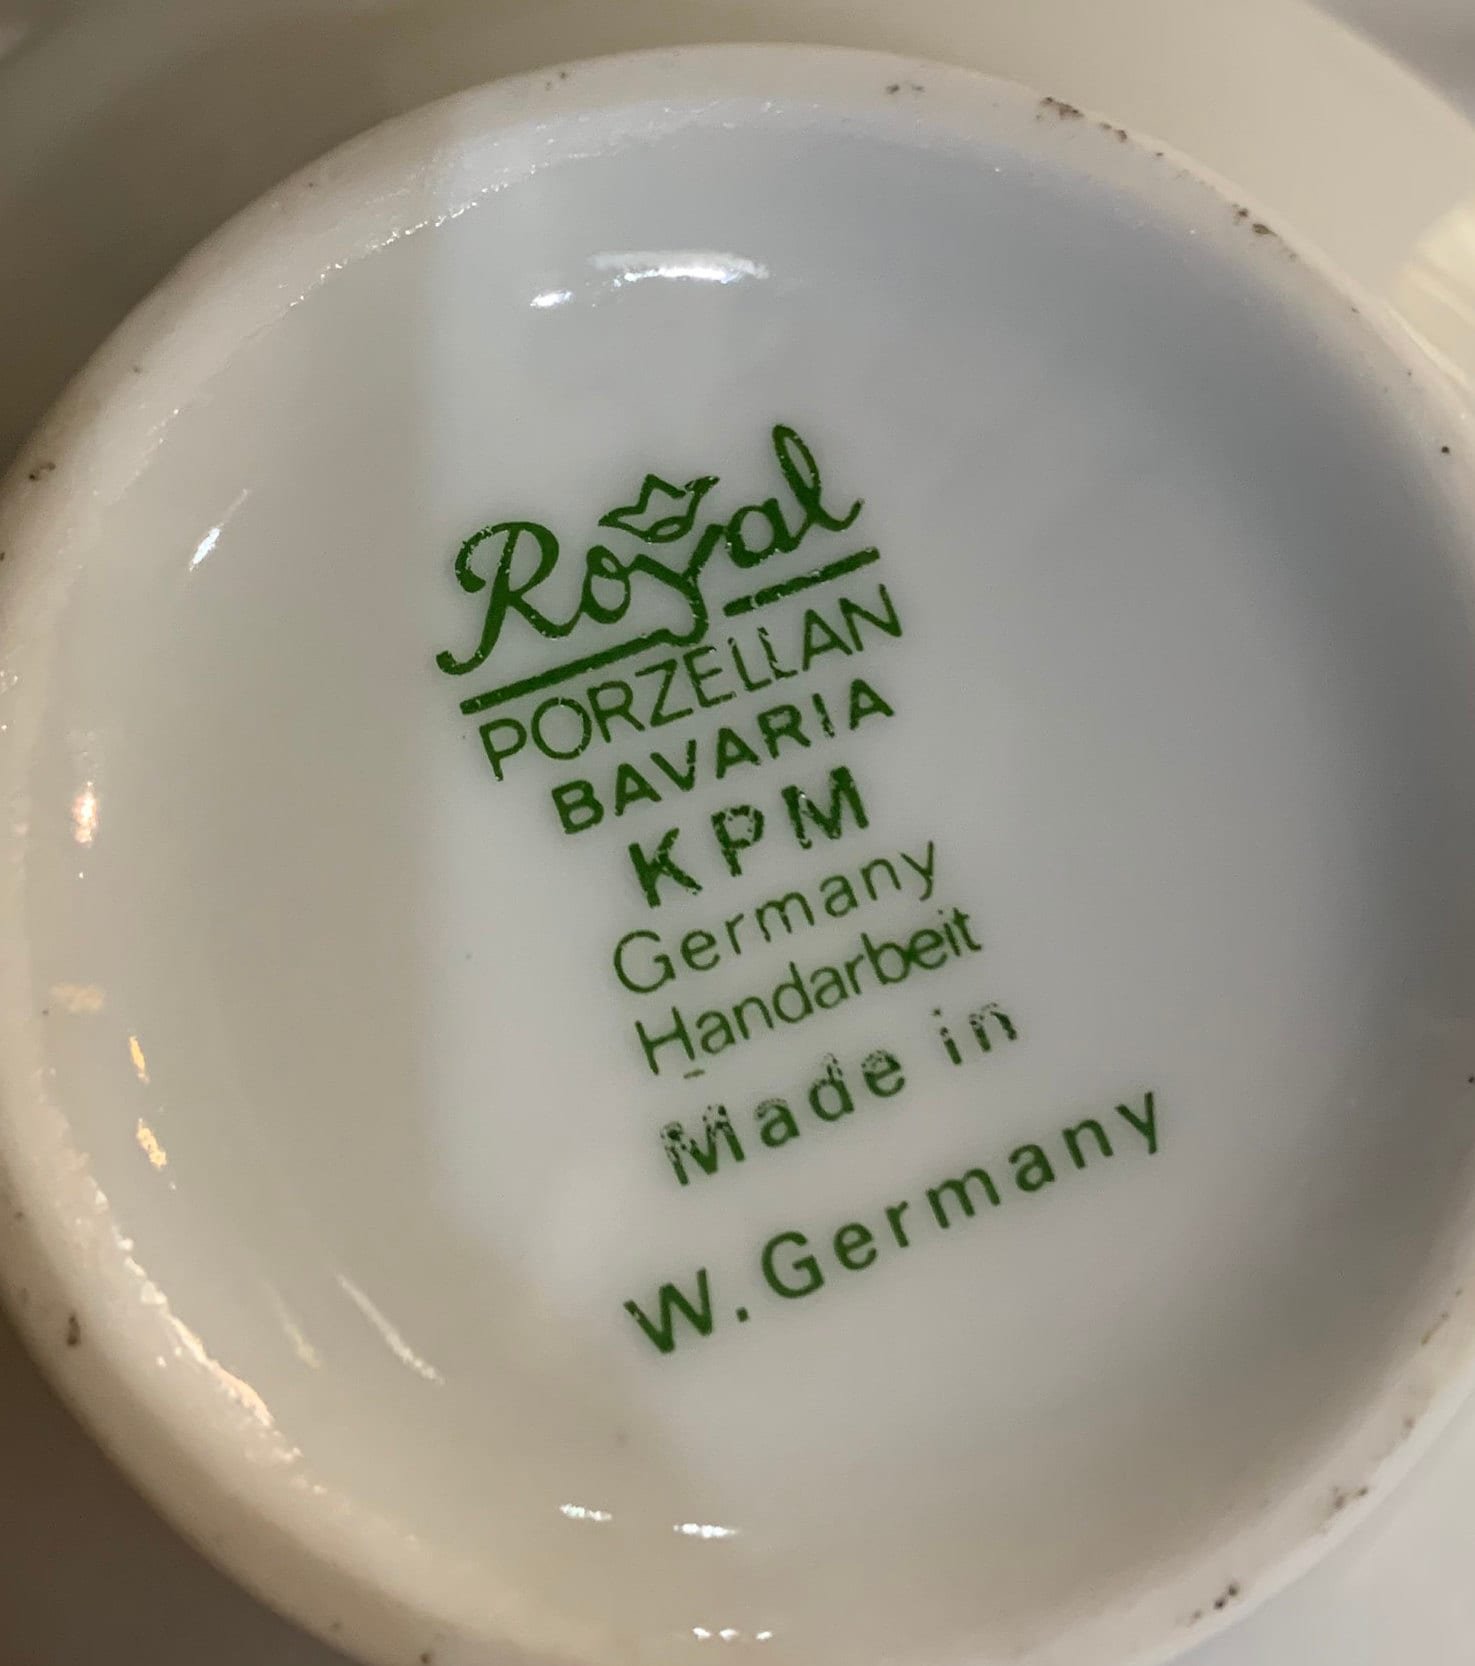 Royal
PORZELLAN
BAVARIA
KPM
Germany
Handarbeit
Made in
W. Germany